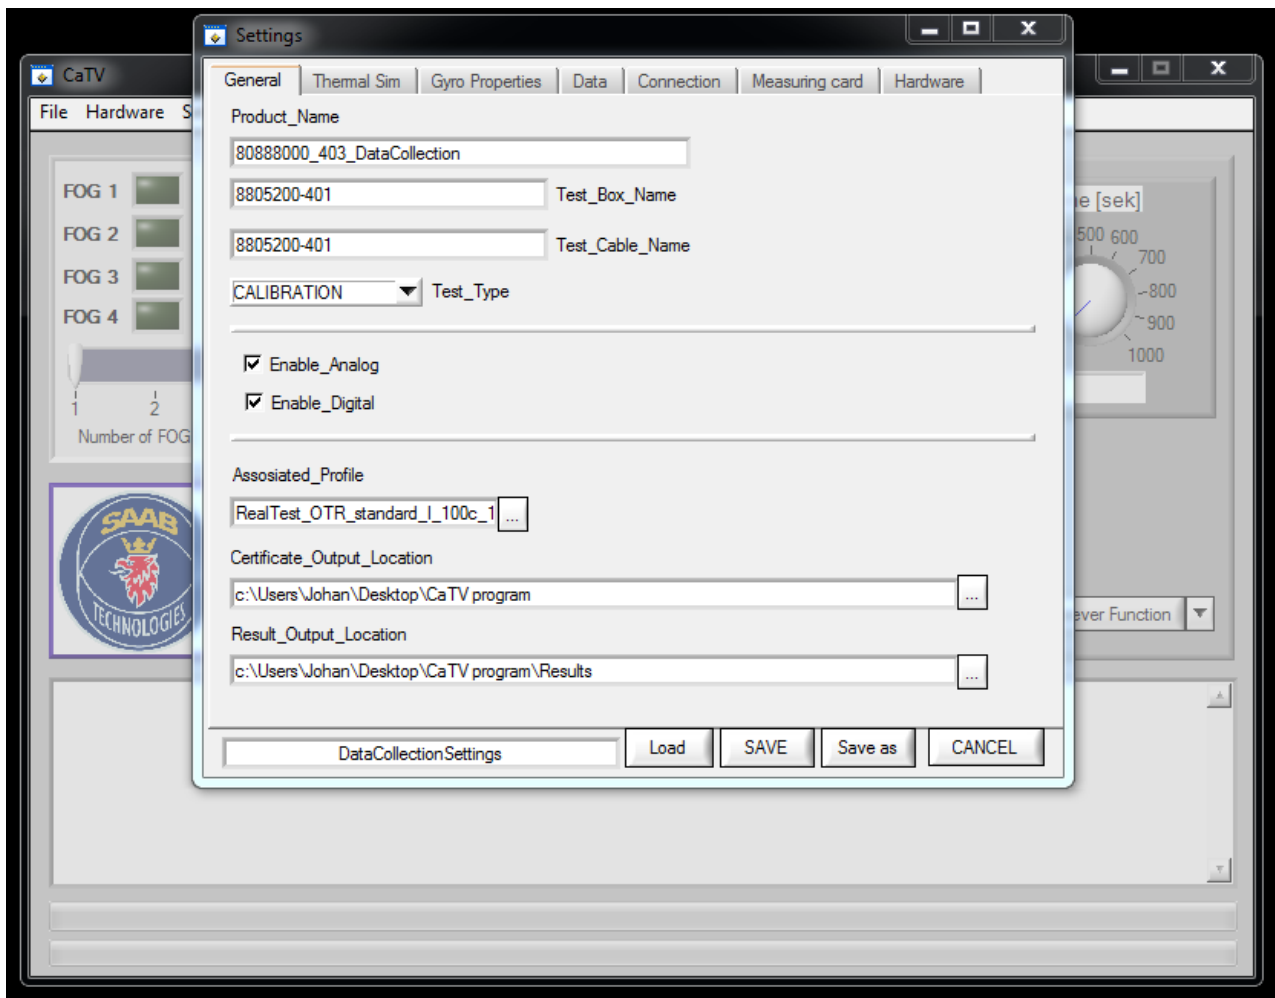 Settings
CaTV
General Thermal Sim Gyro Properties Data Connection Measuring card Hardware
File Hardware S
Product_Name
80888000_403_DataCollection
FOG 1
8805200-401 Test_Box_Name
e [sek]
FOG 2
8805200-401 Test_Cable_Name
500 600
700
FOG 3
CALIBRATION Test_Type
800
FOG 4
900
1000
Enable_Analog
1 2
Enable_Digital
Number of FOG
Assosiated_Profile
RealTest_OTR_standard_I_100c_1 ...
SAAB
TECHNOLOGIES
Certificate_Output_Location
c:\Users\Johan\Desktop\CaTV program ...
ever Function
Result_Output_Location
c:\Users\Johan\Desktop\CaTV program\Results ...
DataCollectionSettings Load SAVE Save as CANCEL